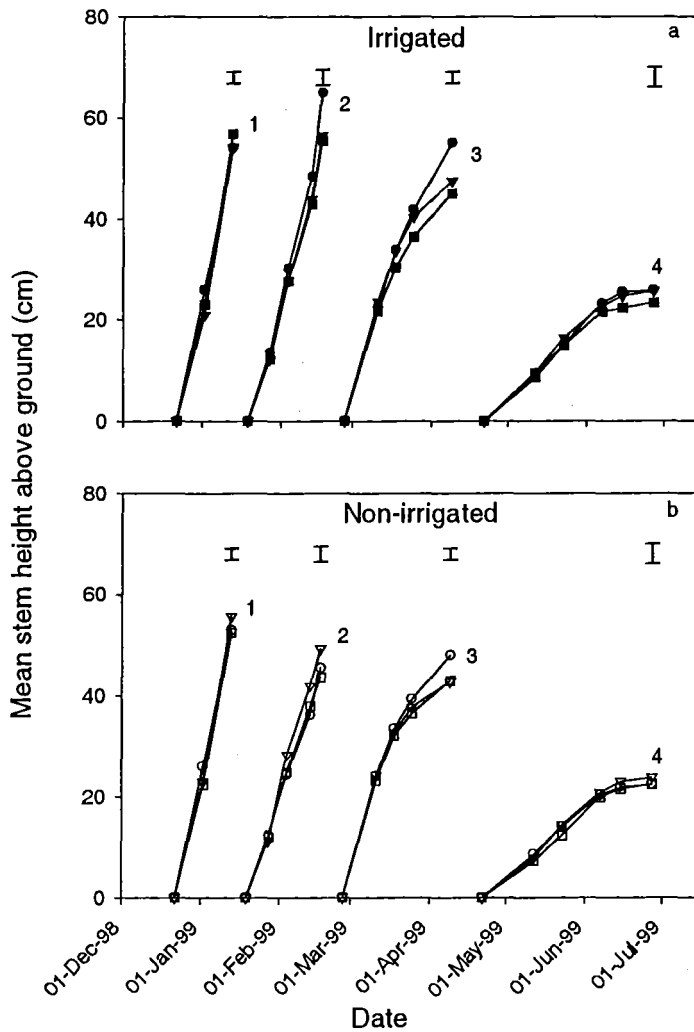 80
Irrigated
a
60
1
2
3
40
20
4
0
80
Non-irrigated
b
60
1
2
3
40
20
4
0
Mean stem height above ground (cm)
01-Dec-98
01-Jan-99
01-Feb-99
01-Mar-99
01-Apr-99
01-May-99
01-Jun-99
01-Jul-99
Date